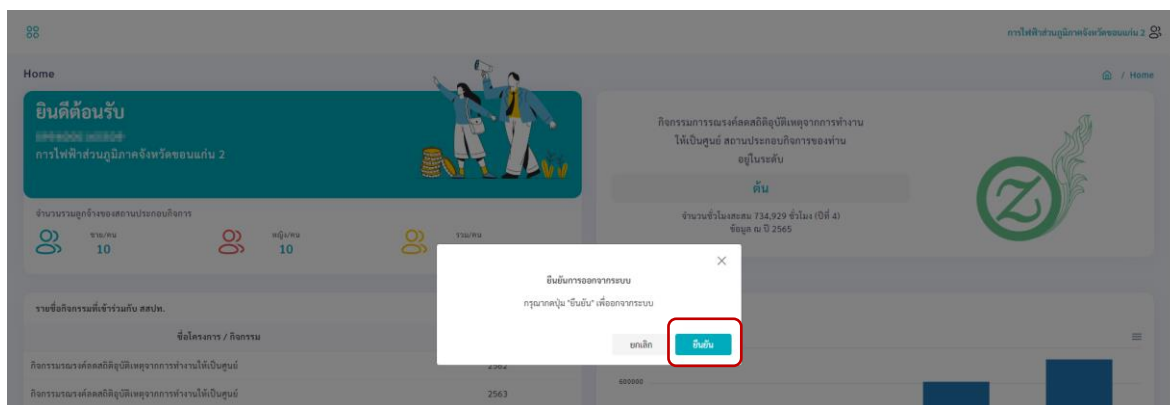 การไฟฟ้าส่วนภูมิภาคจังหวัดขอนแก่น 2
Home
/ Home
ยินดีต้อนรับ
การไฟฟ้าส่วนภูมิภาคจังหวัดขอนแก่น 2
จำนวนรวมลูกจ้างของสถานประกอบกิจการ
ชาย/คน
10
หญิง/คน
10
รวม/คน
กิจกรรมการรณรงค์ลดสถิติอุบัติเหตุจากการทำงาน
ให้เป็นศูนย์ สถานประกอบกิจการของท่าน
อยู่ในระดับ
ต้น
จำนวนชั่วโมงสะสม 734,929 ชั่วโมง (ปีที่ 4)
ข้อมูล ณ ปี 2565
ยืนยันการออกจากระบบ
กรุณากดปุ่ม "ยืนยัน" เพื่อออกจากระบบ
ยกเลิก
ยืนยัน
รายชื่อกิจกรรมที่เข้าร่วมกับ สสปท.
ชื่อโครงการ / กิจกรรม
กิจกรรมรณรงค์ลดสถิติอุบัติเหตุจากการทำงานให้เป็นศูนย์
2562
กิจกรรมรณรงค์ลดสถิติอุบัติเหตุจากการทำงานให้เป็นศูนย์
2563
600000